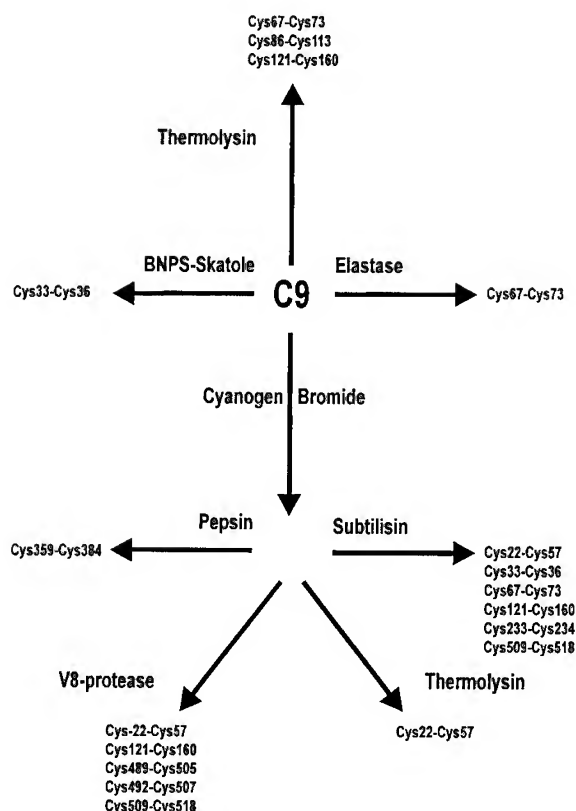 Cys67-Cys73
Cys86-Cys113
Cys121-Cys160
Thermolysin
BNPS-Skatole
Elastase
Cys33-Cys36
C9
Cys67-Cys73
Cyanogen Bromide
Pepsin
Subtilisin
Cys359-Cys384
Cys22-Cys57
Cys33-Cys36
Cys67-Cys73
Cys121-Cys160
Cys233-Cys234
Cys509-Cys518
V8-protease
Thermolysin
Cys-22-Cys57
Cys121-Cys160
Cys489-Cys505
Cys492-Cys507
Cys509-Cys518
Cys22-Cys57